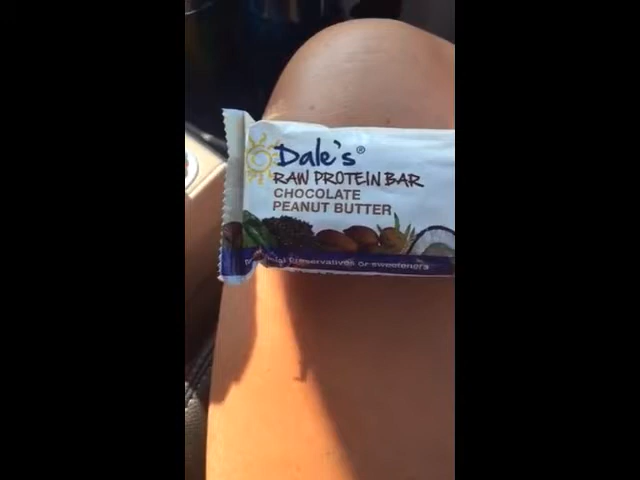 Dale's®
RAW PROTEIN BAR
CHOCOLATE
PEANUT BUTTER
preservatives or sweeteners